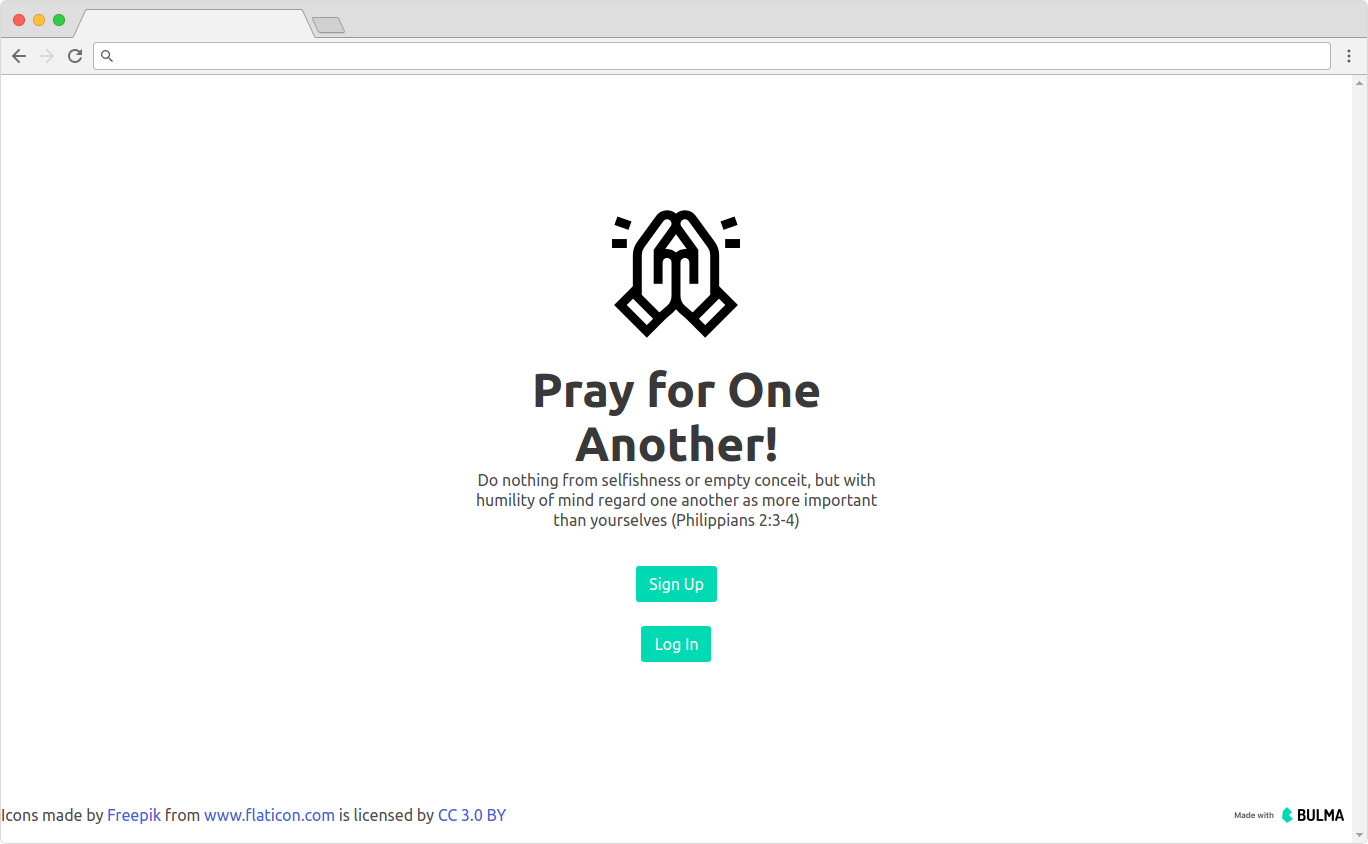 Pray for One
Another!
Do nothing from selfishness or empty conceit, but with
humility of mind regard one another as more important
than yourselves (Philippians 2:3-4)
Sign Up
Log In
Icons made by Freepik from www.flaticon.com is licensed by CC 3.0 BY
Made with BULMA